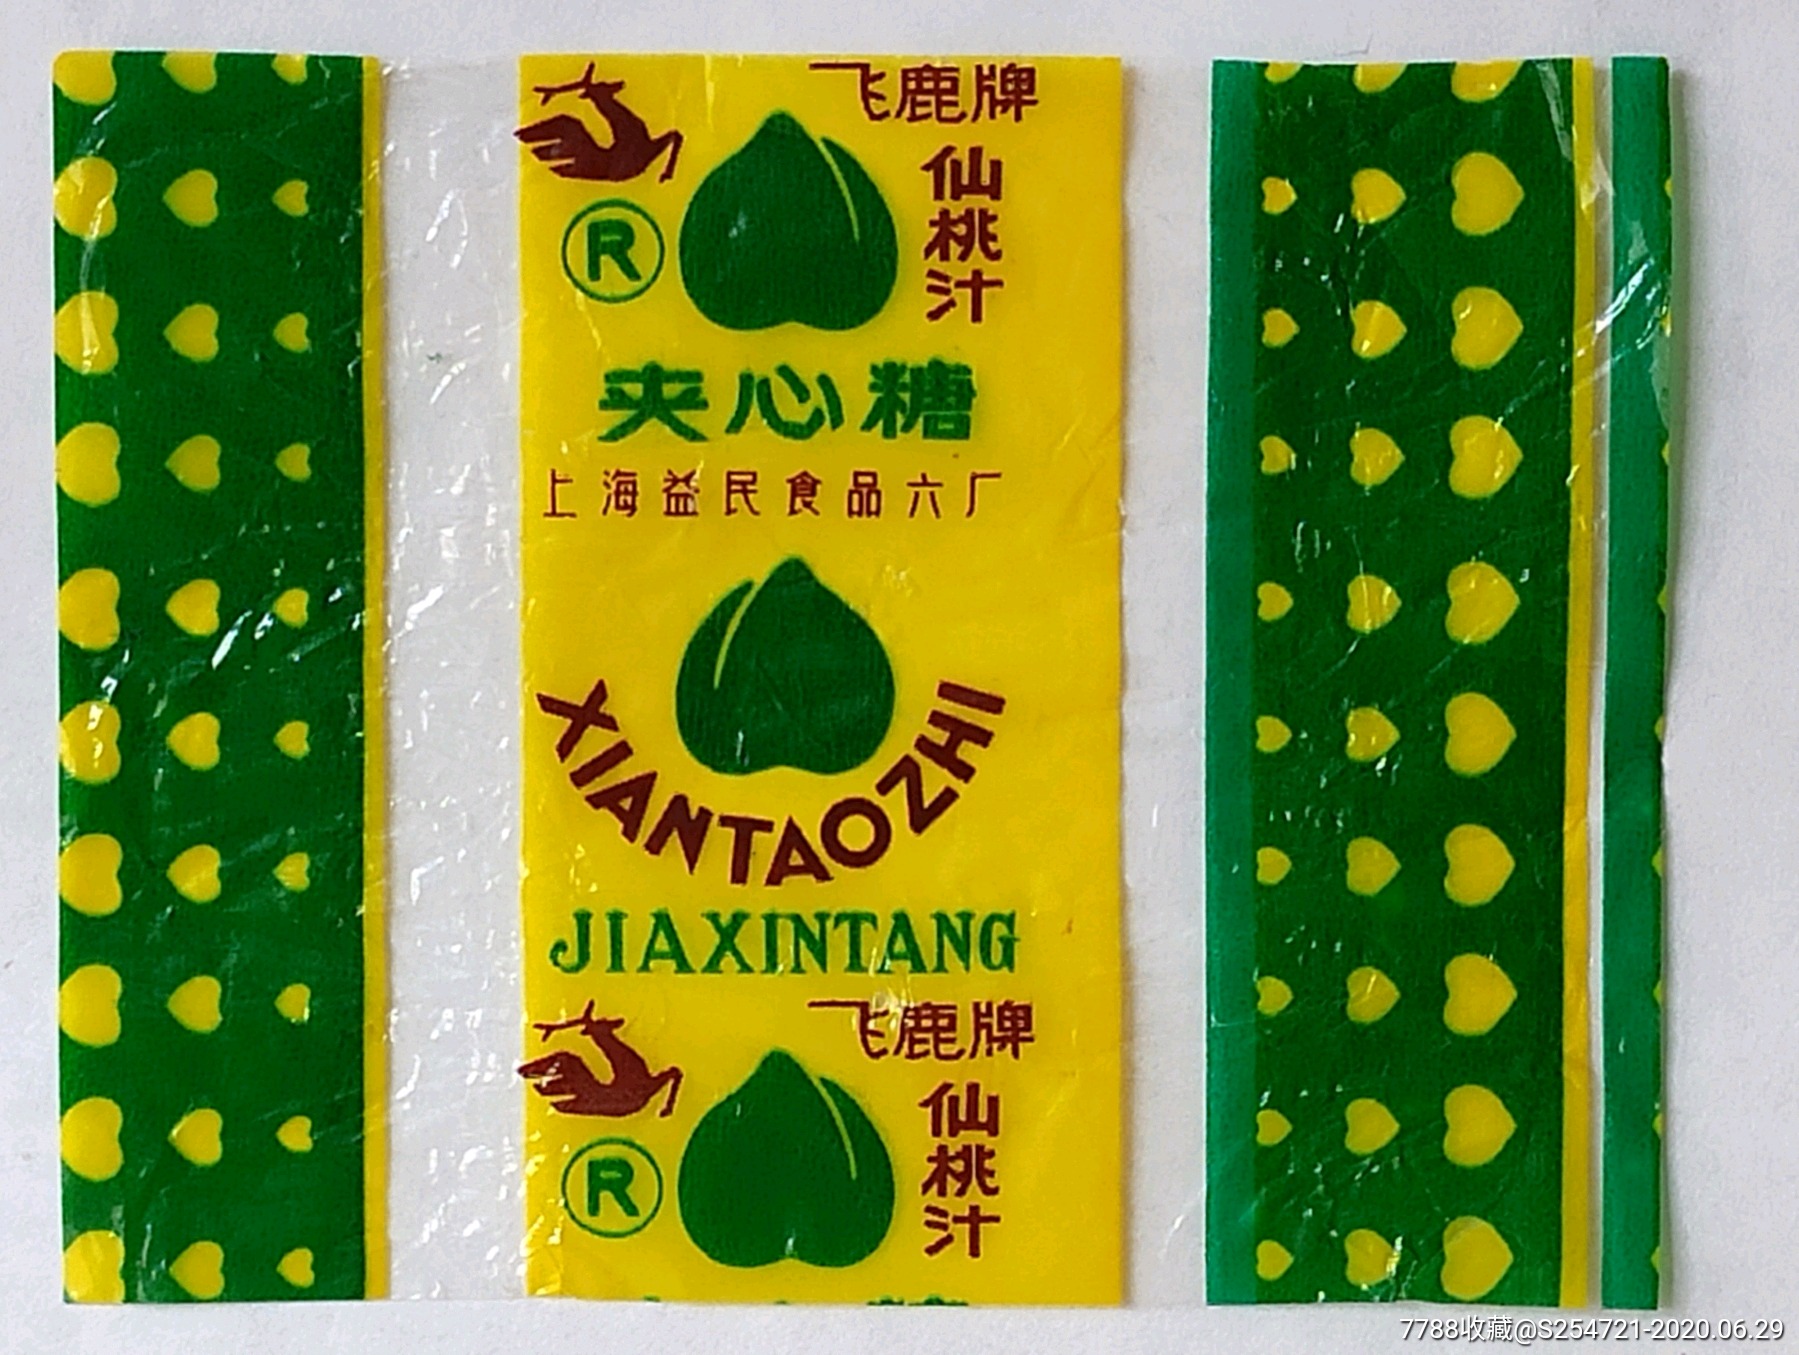 飞鹿牌
仙桃汁
R
夹心糖
上海益民食品六厂
XIANTAOZHI
JIAXINTANG
飞鹿牌
仙桃汁
R
7788收藏@S254721-2020.06.29